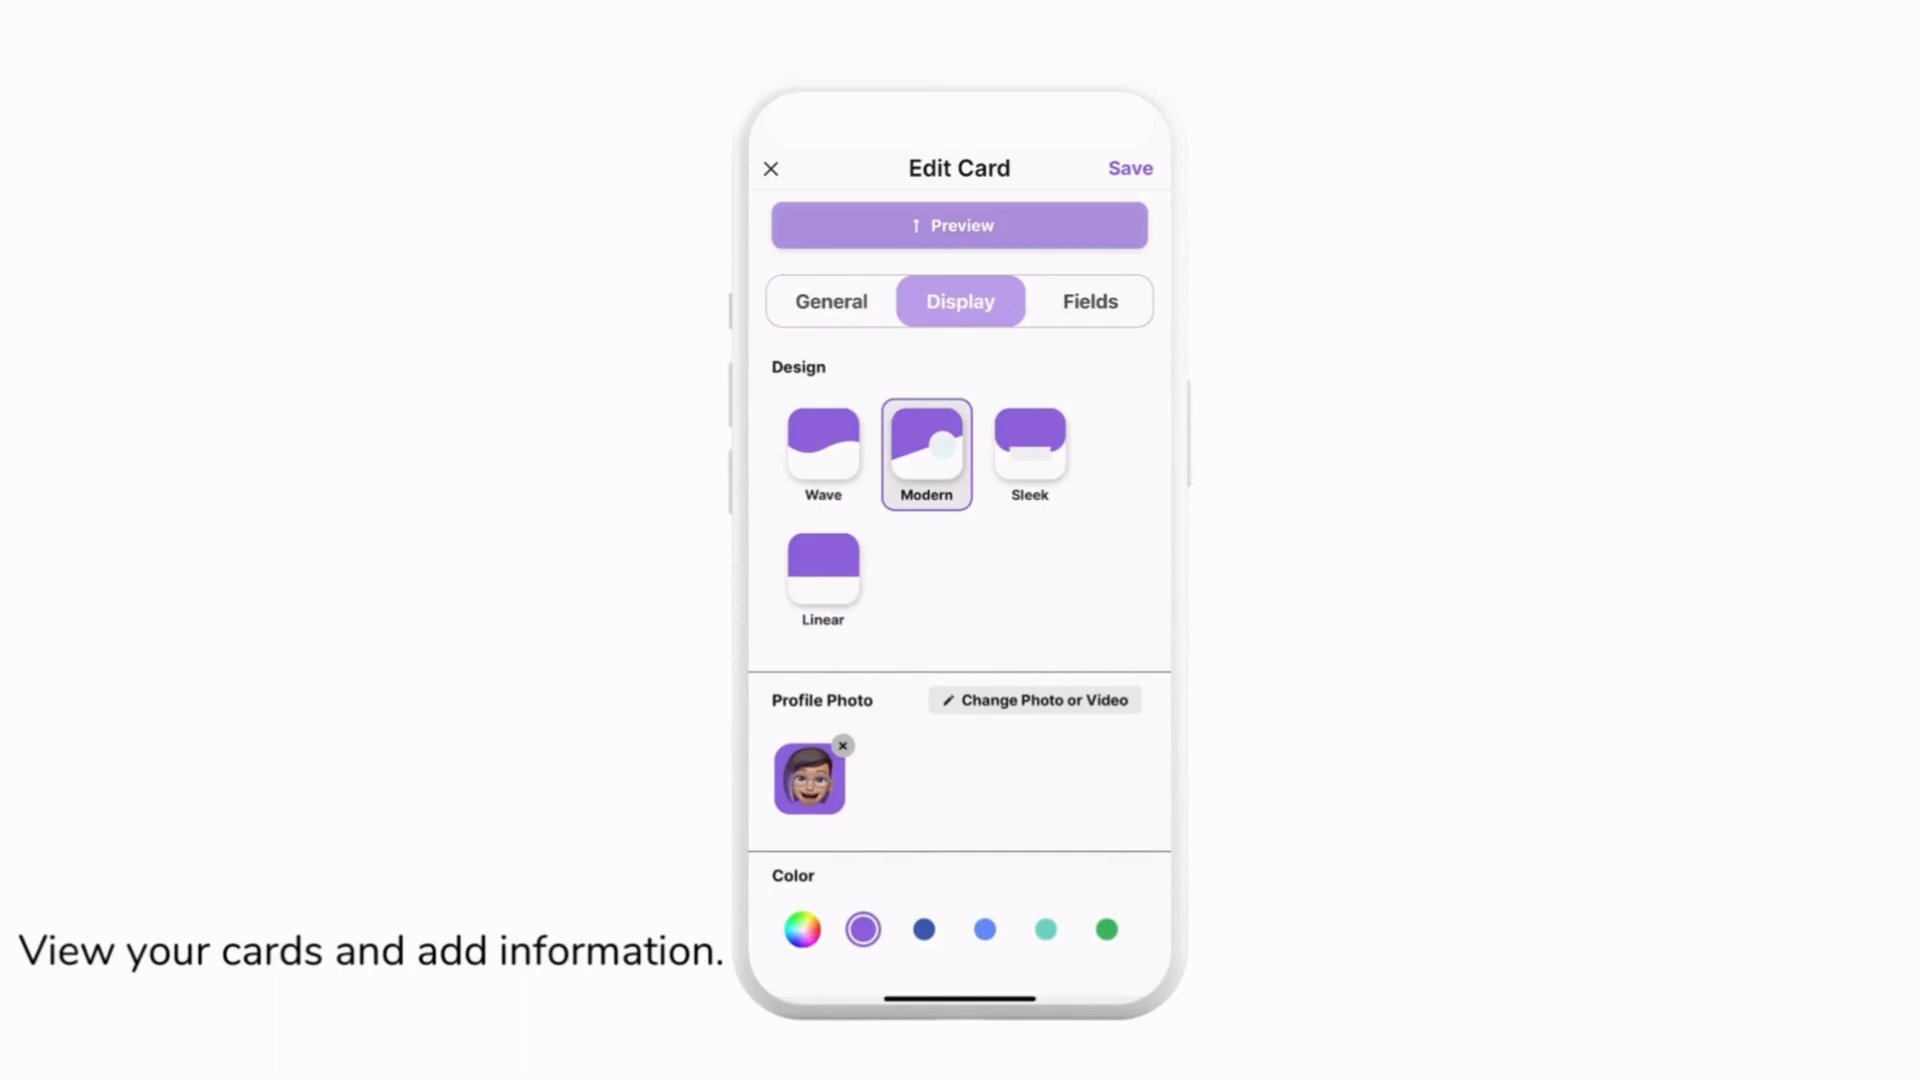 Edit Card
Save
↑ Preview
General
Display
Fields
Design
Wave
Modern
Sleek
Linear
Profile Photo
Change Photo or Video
Color
View your cards and add information.